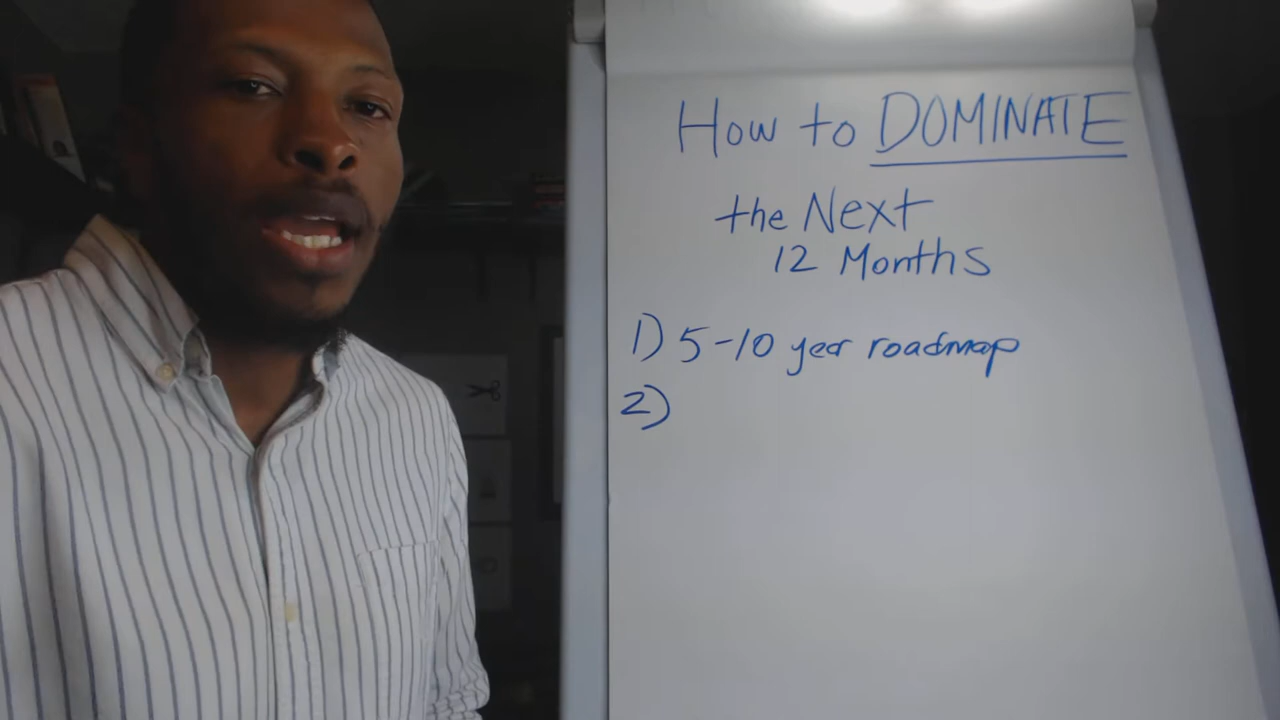 How to DOMINATE
the Next
12 Months
1) 5-10 year roadmap
2)